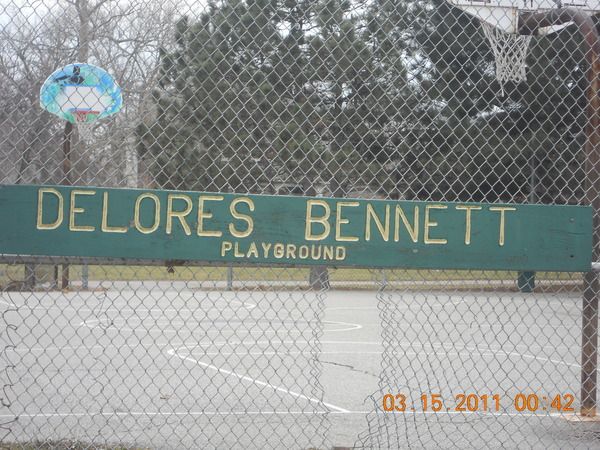 DELORES BENNETT
PLAYGROUND
03.15.2011 00:42